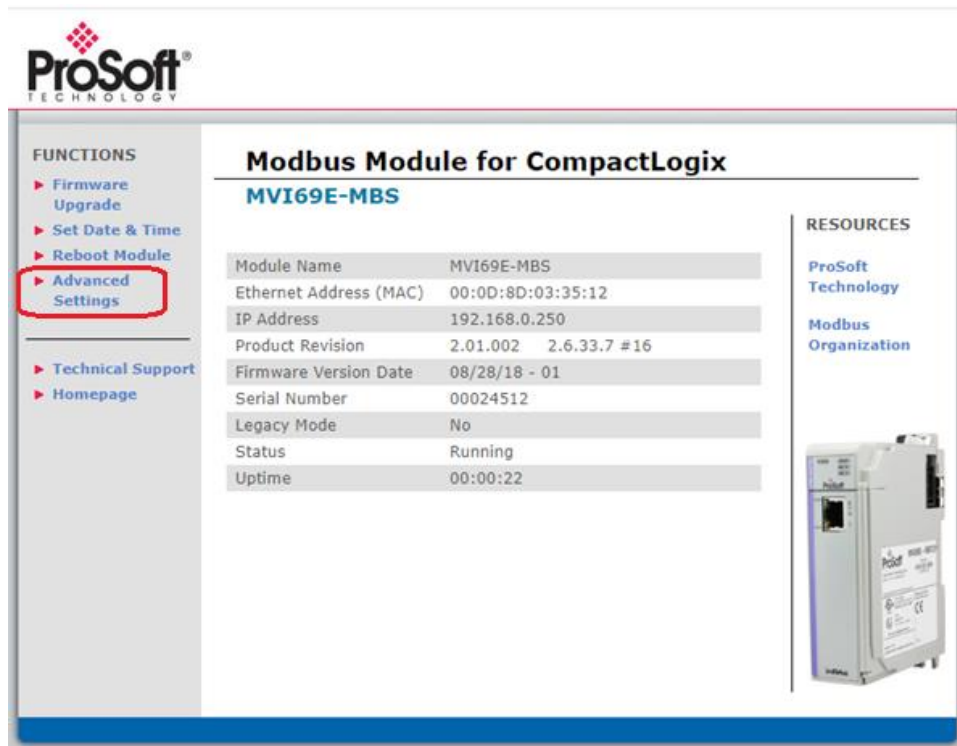 ProSoft®
TECHNOLOGY
FUNCTIONS
Firmware
Upgrade
Set Date & Time
Reboot Module
Advanced
Settings
Technical Support
Homepage
Modbus Module for CompactLogix
MVI69E-MBS
Module Name MVI69E-MBS
Ethernet Address (MAC) 00:0D:8D:03:35:12
IP Address 192.168.0.250
Product Revision 2.01.002 2.6.33.7 #16
Firmware Version Date 08/28/18 - 01
Serial Number 00024512
Legacy Mode No
Status Running
Uptime 00:00:22
RESOURCES
ProSoft
Technology
Modbus
Organization
ProSoft
ProSoft